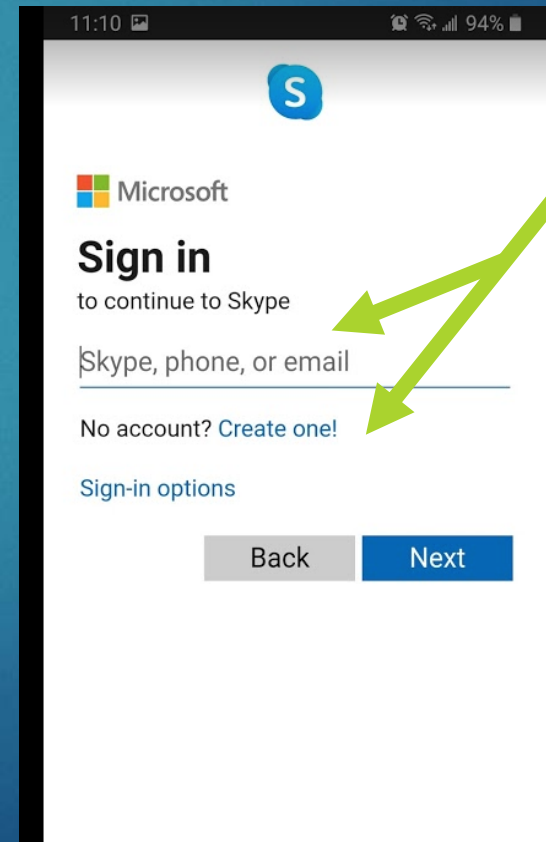 11:10 94%
S
Microsoft
Sign in
to continue to Skype
Skype, phone, or email
No account? Create one!
Sign-in options
Back Next